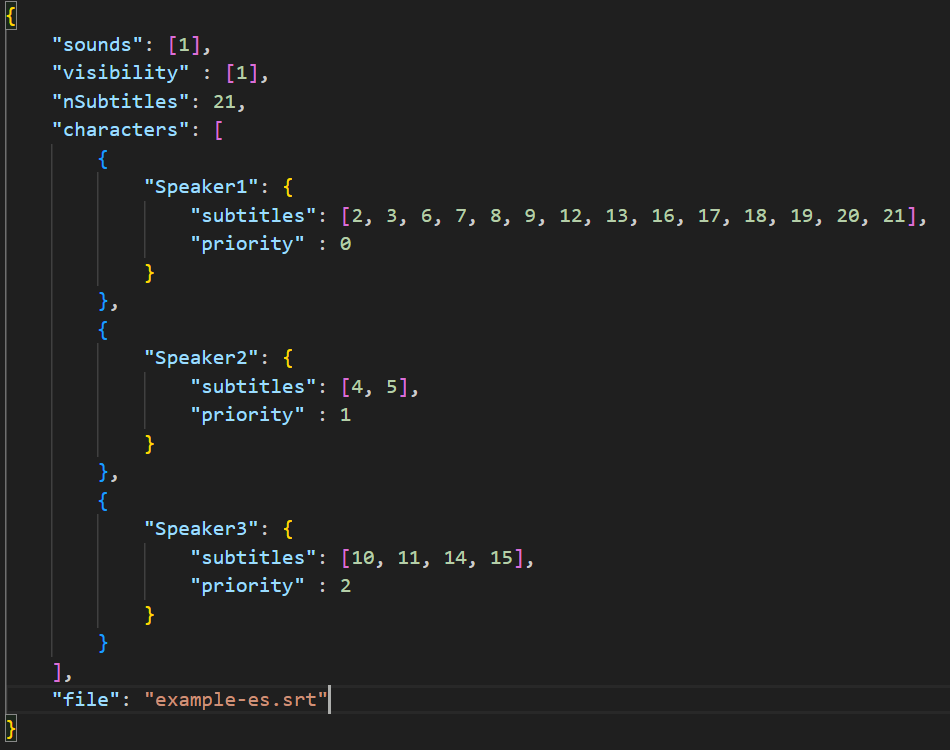 {
    "sounds": [1],
    "visibility" : [1],
    "nSubtitles": 21,
    "characters": [
        {
            "Speaker1": {
                "subtitles": [2, 3, 6, 7, 8, 9, 12, 13, 16, 17, 18, 19, 20, 21],
                "priority" : 0
            }
        },
        {
            "Speaker2": {
                "subtitles": [4, 5],
                "priority" : 1
            }
        },
        {
            "Speaker3": {
                "subtitles": [10, 11, 14, 15],
                "priority" : 2
            }
        }
    ],
    "file": "example-es.srt"
}